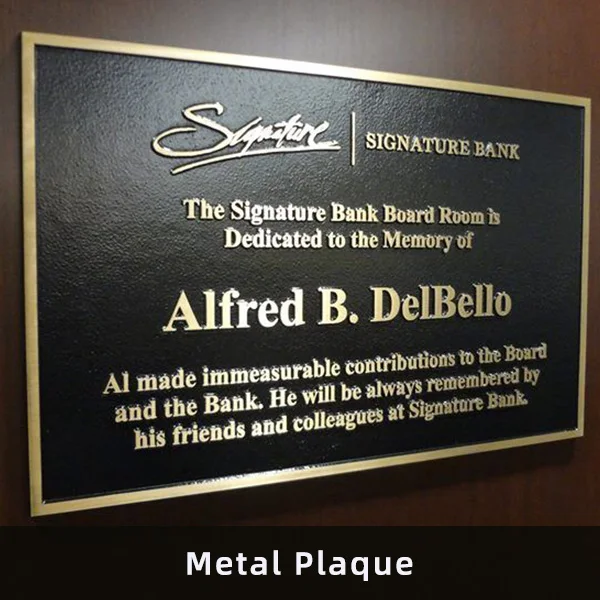 Signature | SIGNATURE BANK
The Signature Bank Board Room is
Dedicated to the Memory of
Alfred B. DelBello
Al made immeasurable contributions to the Board
and the Bank. He will be always remembered by
his friends and colleagues at Signature Bank.
Metal Plaque